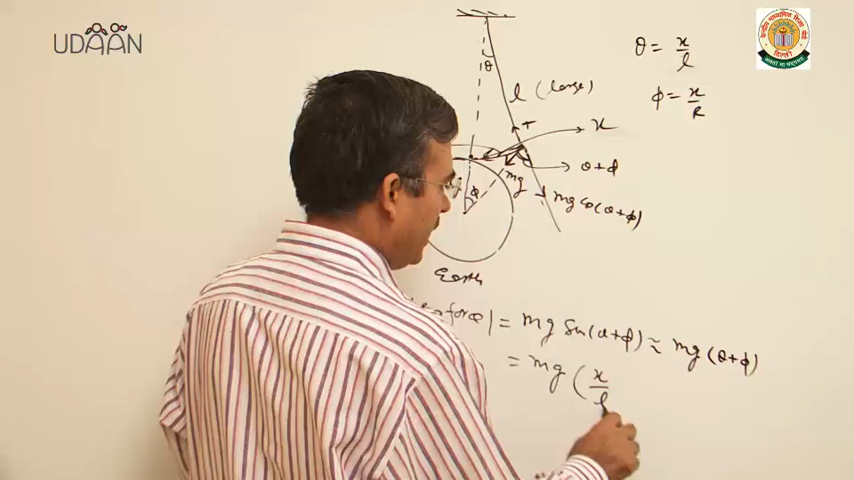 UDAAN
θ = x/l
θ
l (large)
φ = x/R
T
x
θ+φ
mg
φ
mg cos(θ+φ)
Earth
force| = mg Sin(θ+φ) ≈ mg(θ+φ)
= mg (x/l